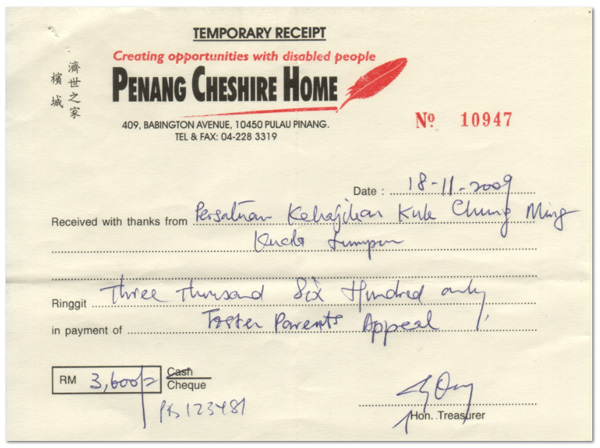 TEMPORARY RECEIPT
Creating opportunities with disabled people
PENANG CHESHIRE HOME
濟世之家
檳城
409, BABINGTON AVENUE, 10450 PULAU PINANG.
TEL & FAX: 04-228 3319
Nº 10947
Date : 18-11-2009
Received with thanks from Persatuan Kebajikan Kuk Chung Ming
Kuala Lumpur
Ringgit Three Thousand Six Hundred only
in payment of Foster Parents Appeal
RM 3,600/=
Cash
Cheque
123481
Hon. Treasurer